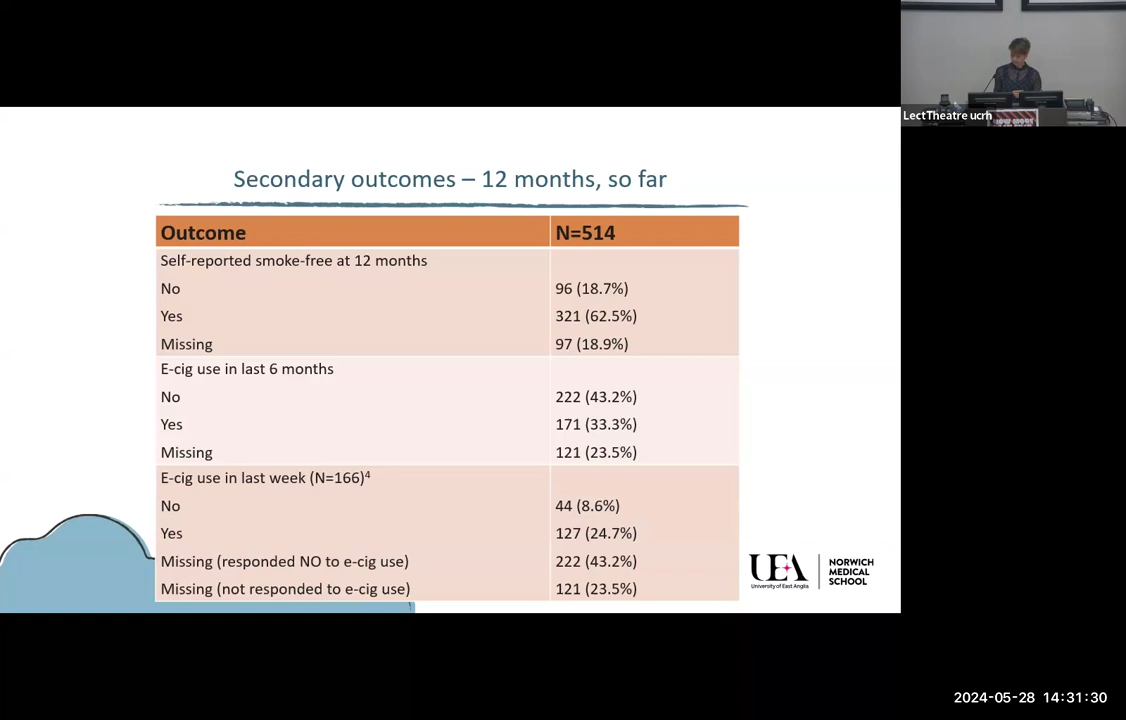 LectTheatre ucrh
Secondary outcomes – 12 months, so far
Outcome N=514
Self-reported smoke-free at 12 months
No 96 (18.7%)
Yes 321 (62.5%)
Missing 97 (18.9%)
E-cig use in last 6 months
No 222 (43.2%)
Yes 171 (33.3%)
Missing 121 (23.5%)
E-cig use in last week (N=166)⁴
No 44 (8.6%)
Yes 127 (24.7%)
Missing (responded NO to e-cig use) 222 (43.2%)
Missing (not responded to e-cig use) 121 (23.5%)
UEA
University of East Anglia
NORWICH
MEDICAL
SCHOOL
2024-05-28 14:31:30